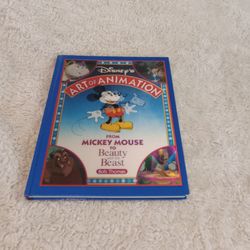 Disney's
ART OF ANIMATION
FROM
MICKEY MOUSE
TO
Beauty
and the
Beast
Bob Thomas